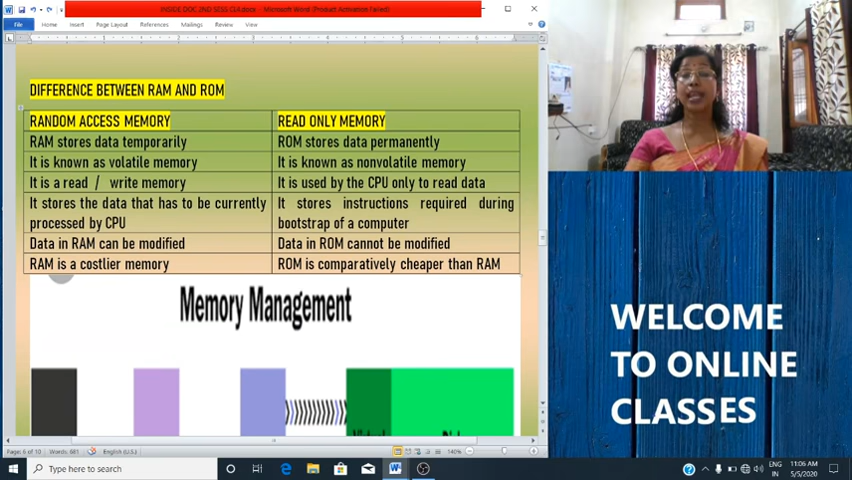 INSIDE DOC 2ND SESS CLA.docx - Microsoft Word (Product Activation Failed)
File Home Insert Page Layout References Mailings Review View
DIFFERENCE BETWEEN RAM AND ROM
RANDOM ACCESS MEMORY READ ONLY MEMORY
RAM stores data temporarily ROM stores data permanently
It is known as volatile memory It is known as nonvolatile memory
It is a read / write memory It is used by the CPU only to read data
It stores the data that has to be currently It stores instructions required during
processed by CPU bootstrap of a computer
Data in RAM can be modified Data in ROM cannot be modified
RAM is a costlier memory ROM is comparatively cheaper than RAM
Memory Management
WELCOME
TO ONLINE
CLASSES
Page: 6 of 10 Words: 681 English (U.S.) 140%
Type here to search
ENG 11:06 AM
IN 5/5/2020